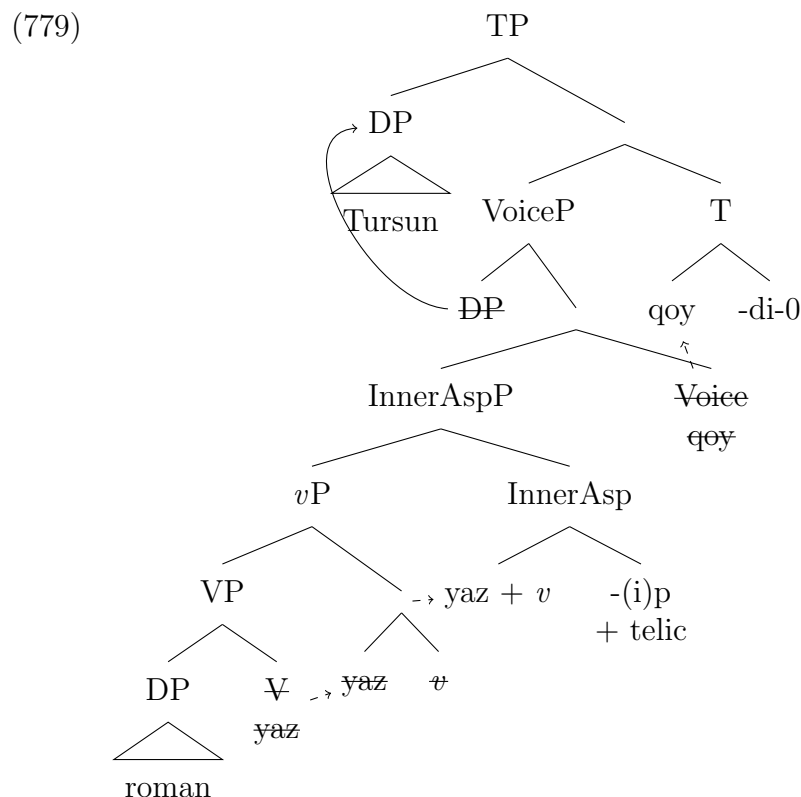 (779)
TP
DP
Tursun
VoiceP T
DP qoy -di-0
InnerAspP Voice
qoy
vP InnerAsp
VP yaz + v -(i)p
+ telic
DP V yaz v
yaz
roman